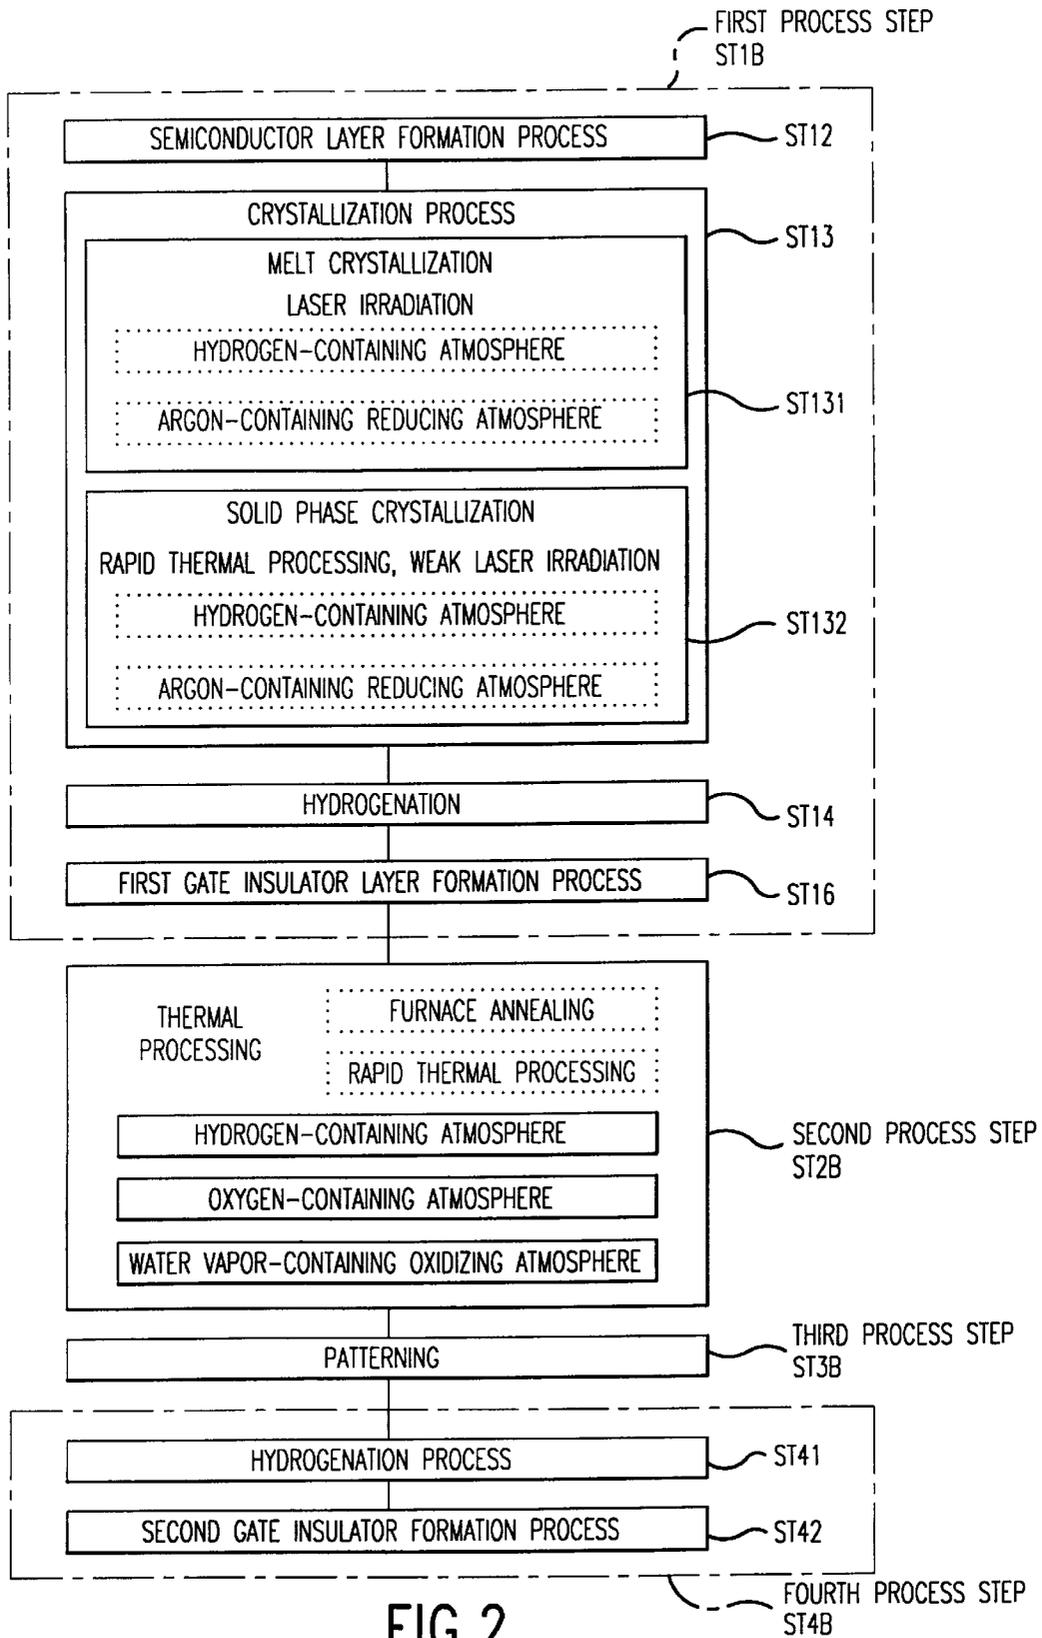 FIRST PROCESS STEP
ST1B
SEMICONDUCTOR LAYER FORMATION PROCESS
ST12
CRYSTALLIZATION PROCESS
ST13
MELT CRYSTALLIZATION
LASER IRRADIATION
HYDROGEN-CONTAINING ATMOSPHERE
ARGON-CONTAINING REDUCING ATMOSPHERE
ST131
SOLID PHASE CRYSTALLIZATION
RAPID THERMAL PROCESSING, WEAK LASER IRRADIATION
HYDROGEN-CONTAINING ATMOSPHERE
ST132
ARGON-CONTAINING REDUCING ATMOSPHERE
HYDROGENATION
ST14
FIRST GATE INSULATOR LAYER FORMATION PROCESS
ST16
THERMAL
PROCESSING
FURNACE ANNEALING
RAPID THERMAL PROCESSING
HYDROGEN-CONTAINING ATMOSPHERE
SECOND PROCESS STEP
ST2B
OXYGEN-CONTAINING ATMOSPHERE
WATER VAPOR-CONTAINING OXIDIZING ATMOSPHERE
THIRD PROCESS STEP
ST3B
PATTERNING
HYDROGENATION PROCESS
ST41
SECOND GATE INSULATOR FORMATION PROCESS
ST42
FOURTH PROCESS STEP
ST4B
FIG.2